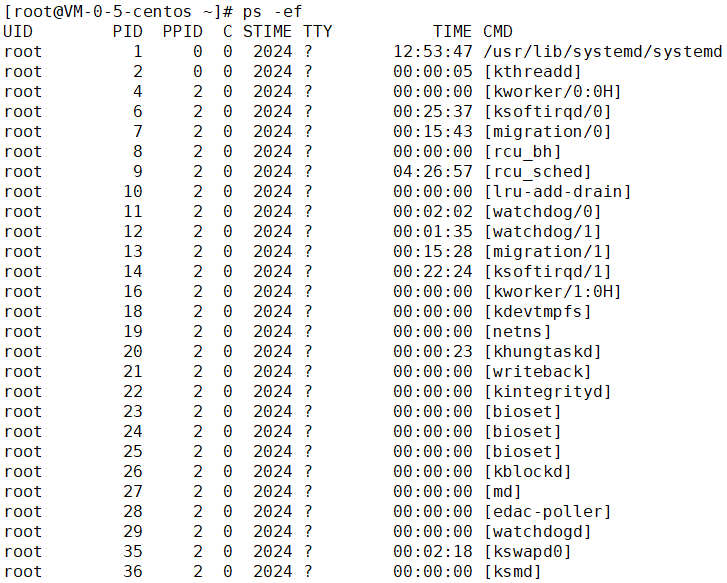 [root@VM-0-5-centos ~]# ps -ef
UID        PID  PPID  C STIME TTY          TIME CMD
root         1     0  0  2024 ?        12:53:47 /usr/lib/systemd/systemd
root         2     0  0  2024 ?        00:00:05 [kthreadd]
root         4     2  0  2024 ?        00:00:00 [kworker/0:0H]
root         6     2  0  2024 ?        00:25:37 [ksoftirqd/0]
root         7     2  0  2024 ?        00:15:43 [migration/0]
root         8     2  0  2024 ?        00:00:00 [rcu_bh]
root         9     2  0  2024 ?        04:26:57 [rcu_sched]
root        10     2  0  2024 ?        00:00:00 [lru-add-drain]
root        11     2  0  2024 ?        00:02:02 [watchdog/0]
root        12     2  0  2024 ?        00:01:35 [watchdog/1]
root        13     2  0  2024 ?        00:15:28 [migration/1]
root        14     2  0  2024 ?        00:22:24 [ksoftirqd/1]
root        16     2  0  2024 ?        00:00:00 [kworker/1:0H]
root        18     2  0  2024 ?        00:00:00 [kdevtmpfs]
root        19     2  0  2024 ?        00:00:00 [netns]
root        20     2  0  2024 ?        00:00:23 [khungtaskd]
root        21     2  0  2024 ?        00:00:00 [writeback]
root        22     2  0  2024 ?        00:00:00 [kintegrityd]
root        23     2  0  2024 ?        00:00:00 [bioset]
root        24     2  0  2024 ?        00:00:00 [bioset]
root        25     2  0  2024 ?        00:00:00 [bioset]
root        26     2  0  2024 ?        00:00:00 [kblockd]
root        27     2  0  2024 ?        00:00:00 [md]
root        28     2  0  2024 ?        00:00:00 [edac-poller]
root        29     2  0  2024 ?        00:00:00 [watchdogd]
root        35     2  0  2024 ?        00:02:18 [kswapd0]
root        36     2  0  2024 ?        00:00:00 [ksmd]